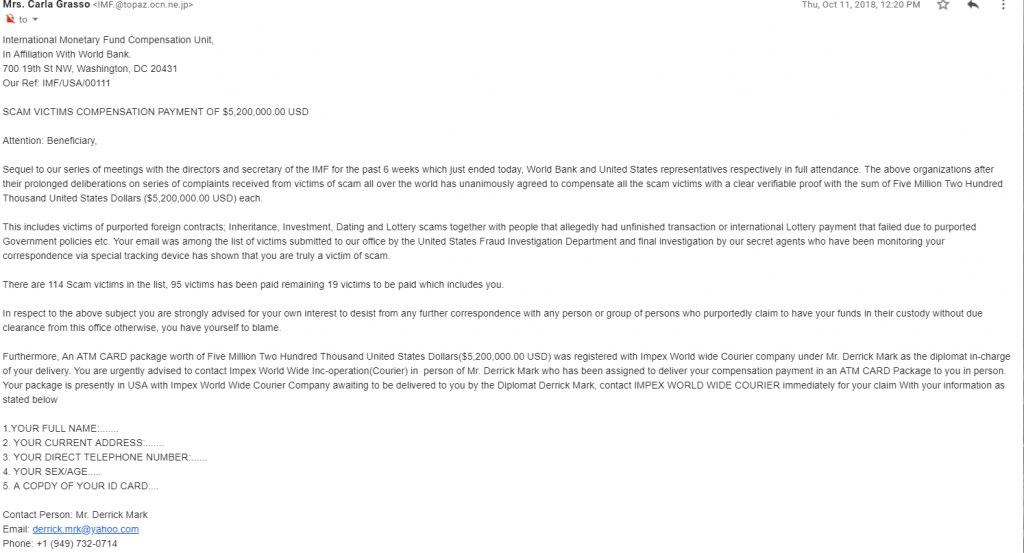 Mrs. Carla Grasso <IMF.@topaz.ocn.ne.jp>
Thu, Oct 11, 2018, 12:20 PM
to
International Monetary Fund Compensation Unit,
In Affiliation With World Bank.
700 19th St NW, Washington, DC 20431
Our Ref: IMF/USA/00111
SCAM VICTIMS COMPENSATION PAYMENT OF $5,200,000.00 USD
Attention: Beneficiary,
Sequel to our series of meetings with the directors and secretary of the IMF for the past 6 weeks which just ended today, World Bank and United States representatives respectively in full attendance. The above organizations after
their prolonged deliberations on series of complaints received from victims of scam all over the world has unanimously agreed to compensate all the scam victims with a clear verifiable proof with the sum of Five Million Two Hundred
Thousand United States Dollars ($5,200,000.00 USD) each.
This includes victims of purported foreign contracts; Inheritance, Investment, Dating and Lottery scams together with people that allegedly had unfinished transaction or international Lottery payment that failed due to purported
Government policies etc. Your email was among the list of victims submitted to our office by the United States Fraud Investigation Department and final investigation by our secret agents who have been monitoring your
correspondence via special tracking device has shown that you are truly a victim of scam.
There are 114 Scam victims in the list, 95 victims has been paid remaining 19 victims to be paid which includes you.
In respect to the above subject you are strongly advised for your own interest to desist from any further correspondence with any person or group of persons who purportedly claim to have your funds in their custody without due
clearance from this office otherwise, you have yourself to blame.
Furthermore, An ATM CARD package worth of Five Million Two Hundred Thousand United States Dollars($5,200,000.00 USD) was registered with Impex World wide Courier company under Mr. Derrick Mark as the diplomat in-charge
of your delivery. You are urgently advised to contact Impex World Wide Inc-operation(Courier) in person of Mr. Derrick Mark who has been assigned to deliver your compensation payment in an ATM CARD Package to you in person.
Your package is presently in USA with Impex World Wide Courier Company awaiting to be delivered to you by the Diplomat Derrick Mark, contact IMPEX WORLD WIDE COURIER immediately for your claim With your information as
stated below
1.YOUR FULL NAME:.......
2. YOUR CURRENT ADDRESS:.......
3. YOUR DIRECT TELEPHONE NUMBER:......
4. YOUR SEX/AGE.....
5. A COPDY OF YOUR ID CARD:...
Contact Person: Mr. Derrick Mark
Email: derrick.mrk@yahoo.com
Phone: +1 (949) 732-0714